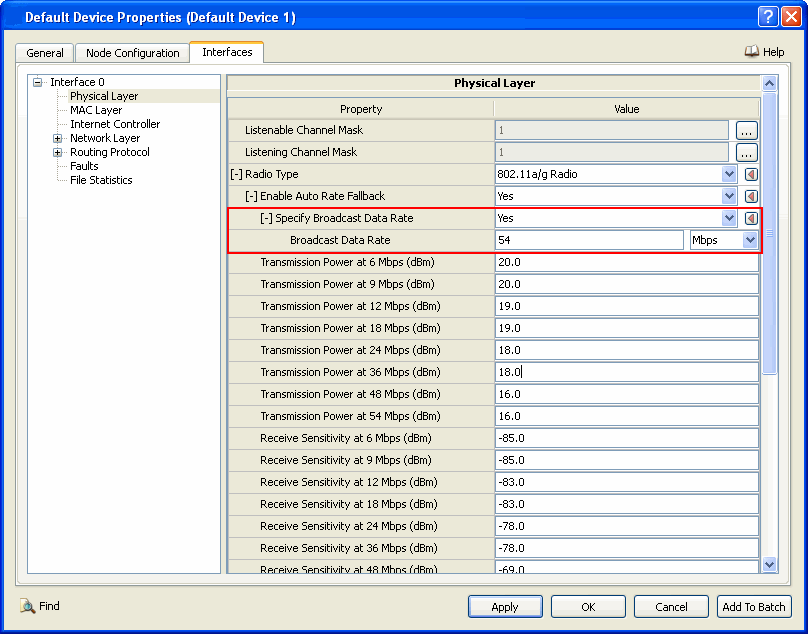 Default Device Properties (Default Device 1)
General Node Configuration Interfaces
Help
Interface 0
Physical Layer
MAC Layer
Internet Controller
Network Layer
Routing Protocol
Faults
File Statistics
Physical Layer
Property Value
Listenable Channel Mask 1 ...
Listening Channel Mask 1 ...
[-] Radio Type 802.11a/g Radio
[-] Enable Auto Rate Fallback Yes
[-] Specify Broadcast Data Rate Yes
Broadcast Data Rate 54 Mbps
Transmission Power at 6 Mbps (dBm) 20.0
Transmission Power at 9 Mbps (dBm) 20.0
Transmission Power at 12 Mbps (dBm) 19.0
Transmission Power at 18 Mbps (dBm) 19.0
Transmission Power at 24 Mbps (dBm) 18.0
Transmission Power at 36 Mbps (dBm) 18.0
Transmission Power at 48 Mbps (dBm) 16.0
Transmission Power at 54 Mbps (dBm) 16.0
Receive Sensitivity at 6 Mbps (dBm) -85.0
Receive Sensitivity at 9 Mbps (dBm) -85.0
Receive Sensitivity at 12 Mbps (dBm) -83.0
Receive Sensitivity at 18 Mbps (dBm) -83.0
Receive Sensitivity at 24 Mbps (dBm) -78.0
Receive Sensitivity at 36 Mbps (dBm) -78.0
Receive Sensitivity at 48 Mbps (dBm) -69.0
Find
Apply OK Cancel Add To Batch